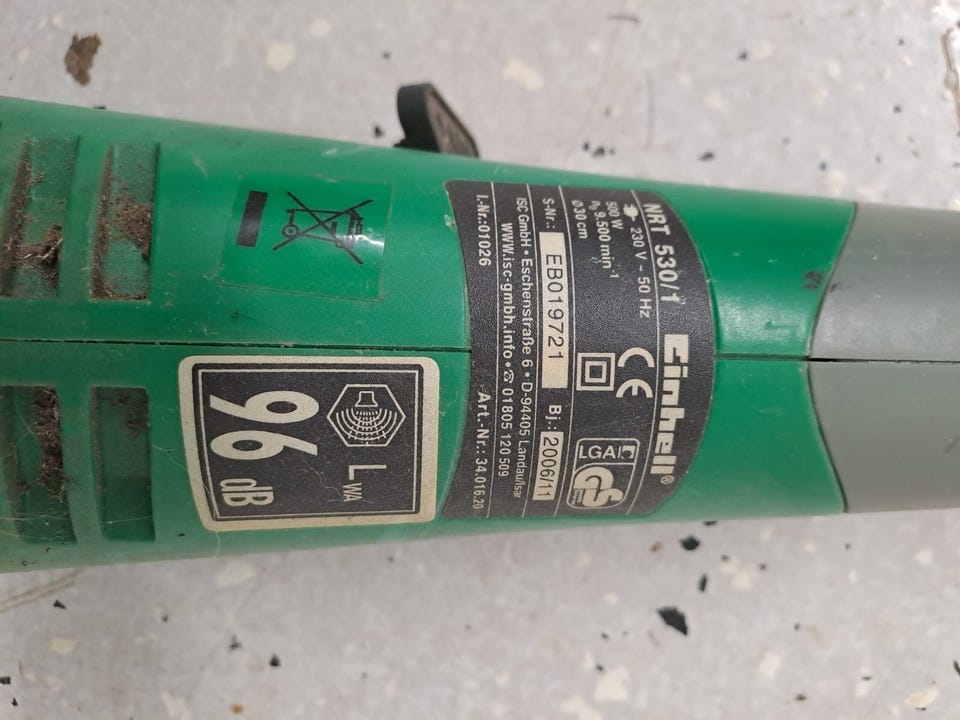 NRT 530/1
Einhell®
230 V ~ 50 Hz
500 W
n₀ 9.500 min⁻¹
Ø 30 cm
CE
LGA
GS
S-Nr.: EB019721 Bj.: 2006/11
ISC GmbH • Eschenstraße 6 • D-94405 Landau/Isar
www.isc-gmbh.info • ☎ 01805 120 509
I.-Nr.:01026 Art.-Nr.: 34.016.20
LWA
96 dB